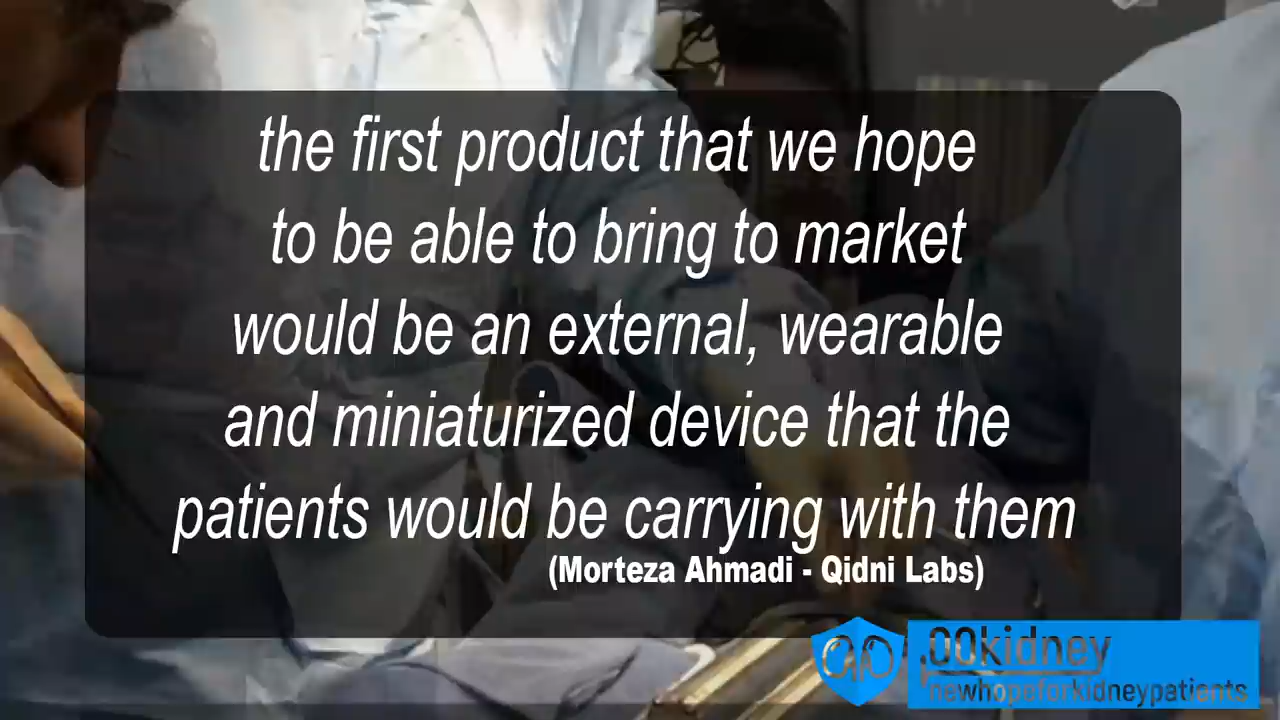 the first product that we hope
to be able to bring to market
would be an external, wearable
and miniaturized device that the
patients would be carrying with them
(Morteza Ahmadi - Qidni Labs)
.00kidney
newhopeforkidneypatients